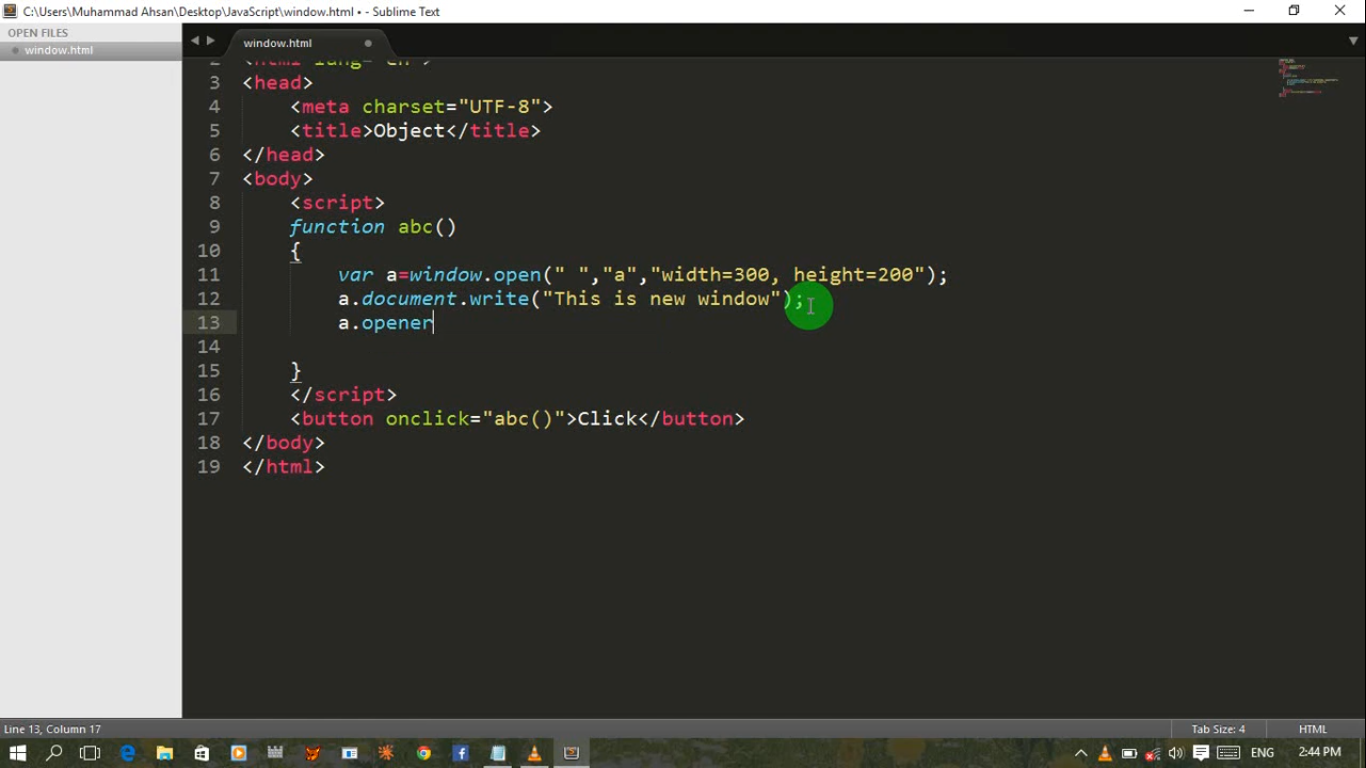 C:\Users\Muhammad Ahsan\Desktop\JavaScript\window.html • - Sublime Text
OPEN FILES
window.html
window.html
3 <head>
4 <meta charset="UTF-8">
5 <title>Object</title>
6 </head>
7 <body>
8 <script>
9 function abc()
10 {
11 var a=window.open(" ","a","width=300, height=200");
12 a.document.write("This is new window");
13 a.opener
14
15 }
16 </script>
17 <button onclick="abc()">Click</button>
18 </body>
19 </html>
Line 13, Column 17
Tab Size: 4
HTML
ENG
2:44 PM